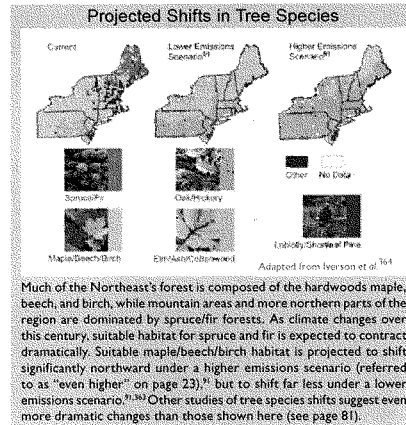 Projected Shifts in Tree Species
Current
Lower Emissions
Scenario⁹¹
Higher Emissions
Scenario⁹¹
Other
No Data
Spruce/Fir
Oak/Hickory
Maple/Beech/Birch
Elm/Ash/Cottonwood
Loblolly/Shortleaf Pine
Adapted from Iverson et al.³⁶⁴
Much of the Northeast's forest is composed of the hardwoods maple,
beech, and birch, while mountain areas and more northern parts of the
region are dominated by spruce/fir forests. As climate changes over
this century, suitable habitat for spruce and fir is expected to contract
dramatically. Suitable maple/beech/birch habitat is projected to shift
significantly northward under a higher emissions scenario (referred
to as "even higher" on page 23),⁹¹ but to shift far less under a lower
emissions scenario.⁹¹,³⁶³ Other studies of tree species shifts suggest even
more dramatic changes than those shown here (see page 81).